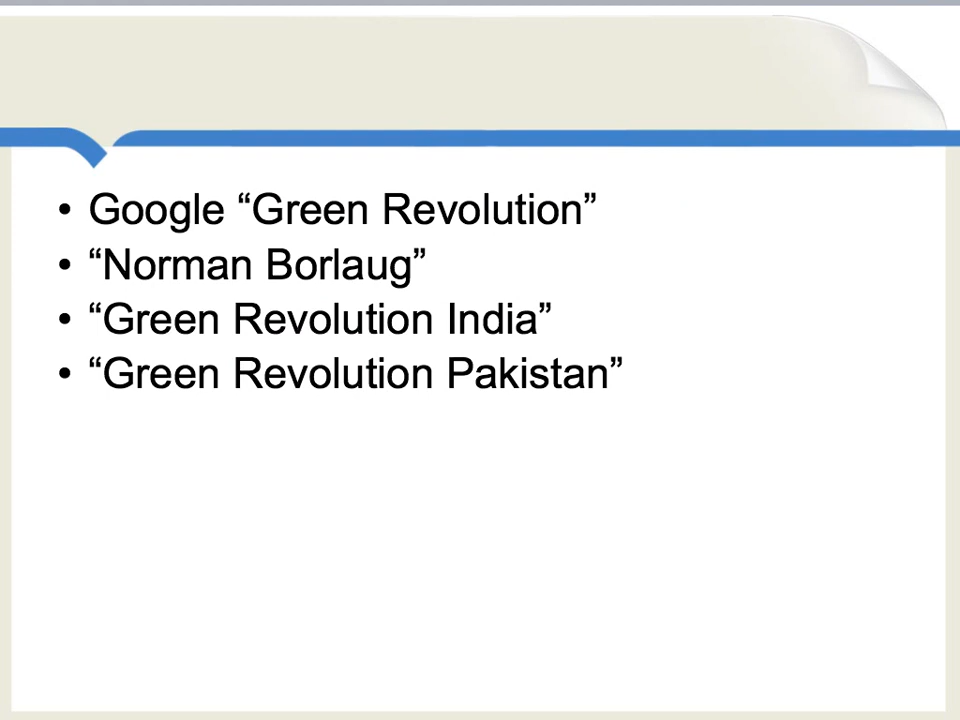 • Google “Green Revolution”
• “Norman Borlaug”
• “Green Revolution India”
• “Green Revolution Pakistan”